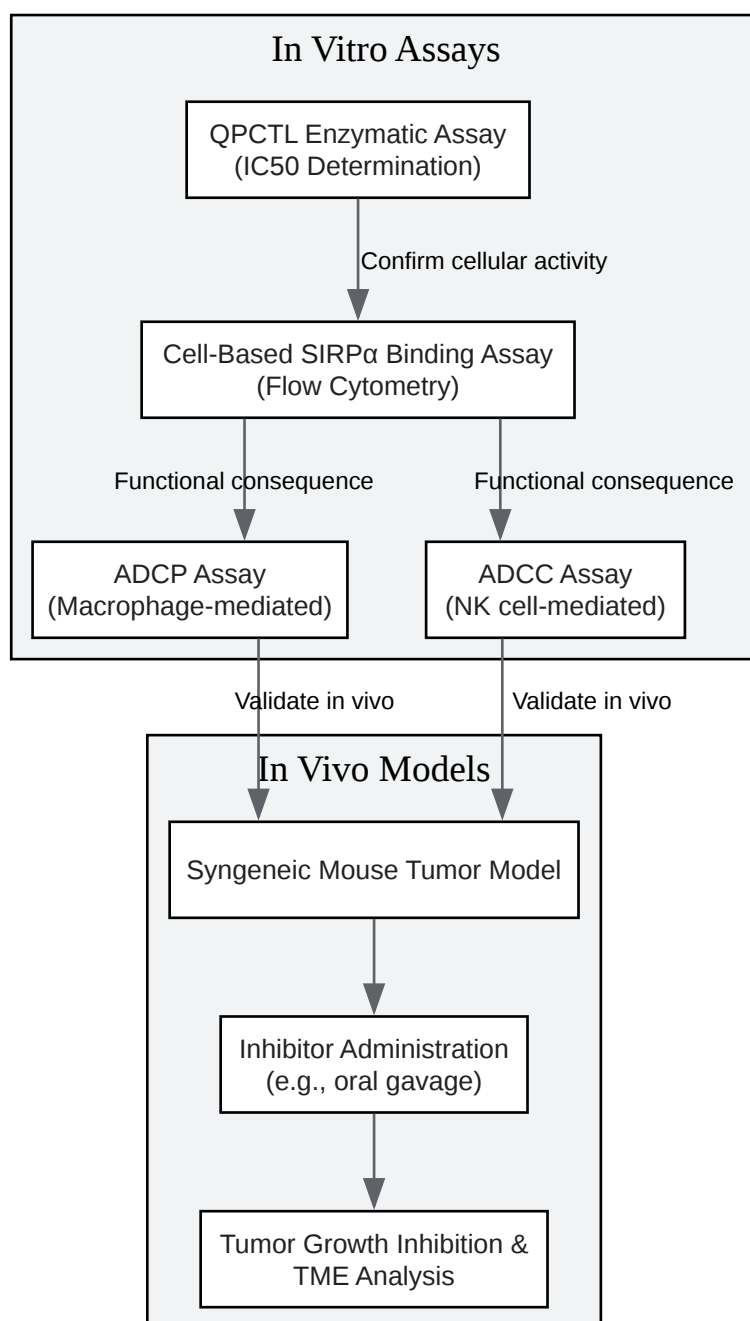 In Vitro Assays
QPCTL Enzymatic Assay
(IC50 Determination)
Confirm cellular activity
Cell-Based SIRPα Binding Assay
(Flow Cytometry)
Functional consequence
Functional consequence
ADCP Assay
(Macrophage-mediated)
ADCC Assay
(NK cell-mediated)
Validate in vivo
Validate in vivo
In Vivo Models
Syngeneic Mouse Tumor Model
Inhibitor Administration
(e.g., oral gavage)
Tumor Growth Inhibition &
TME Analysis